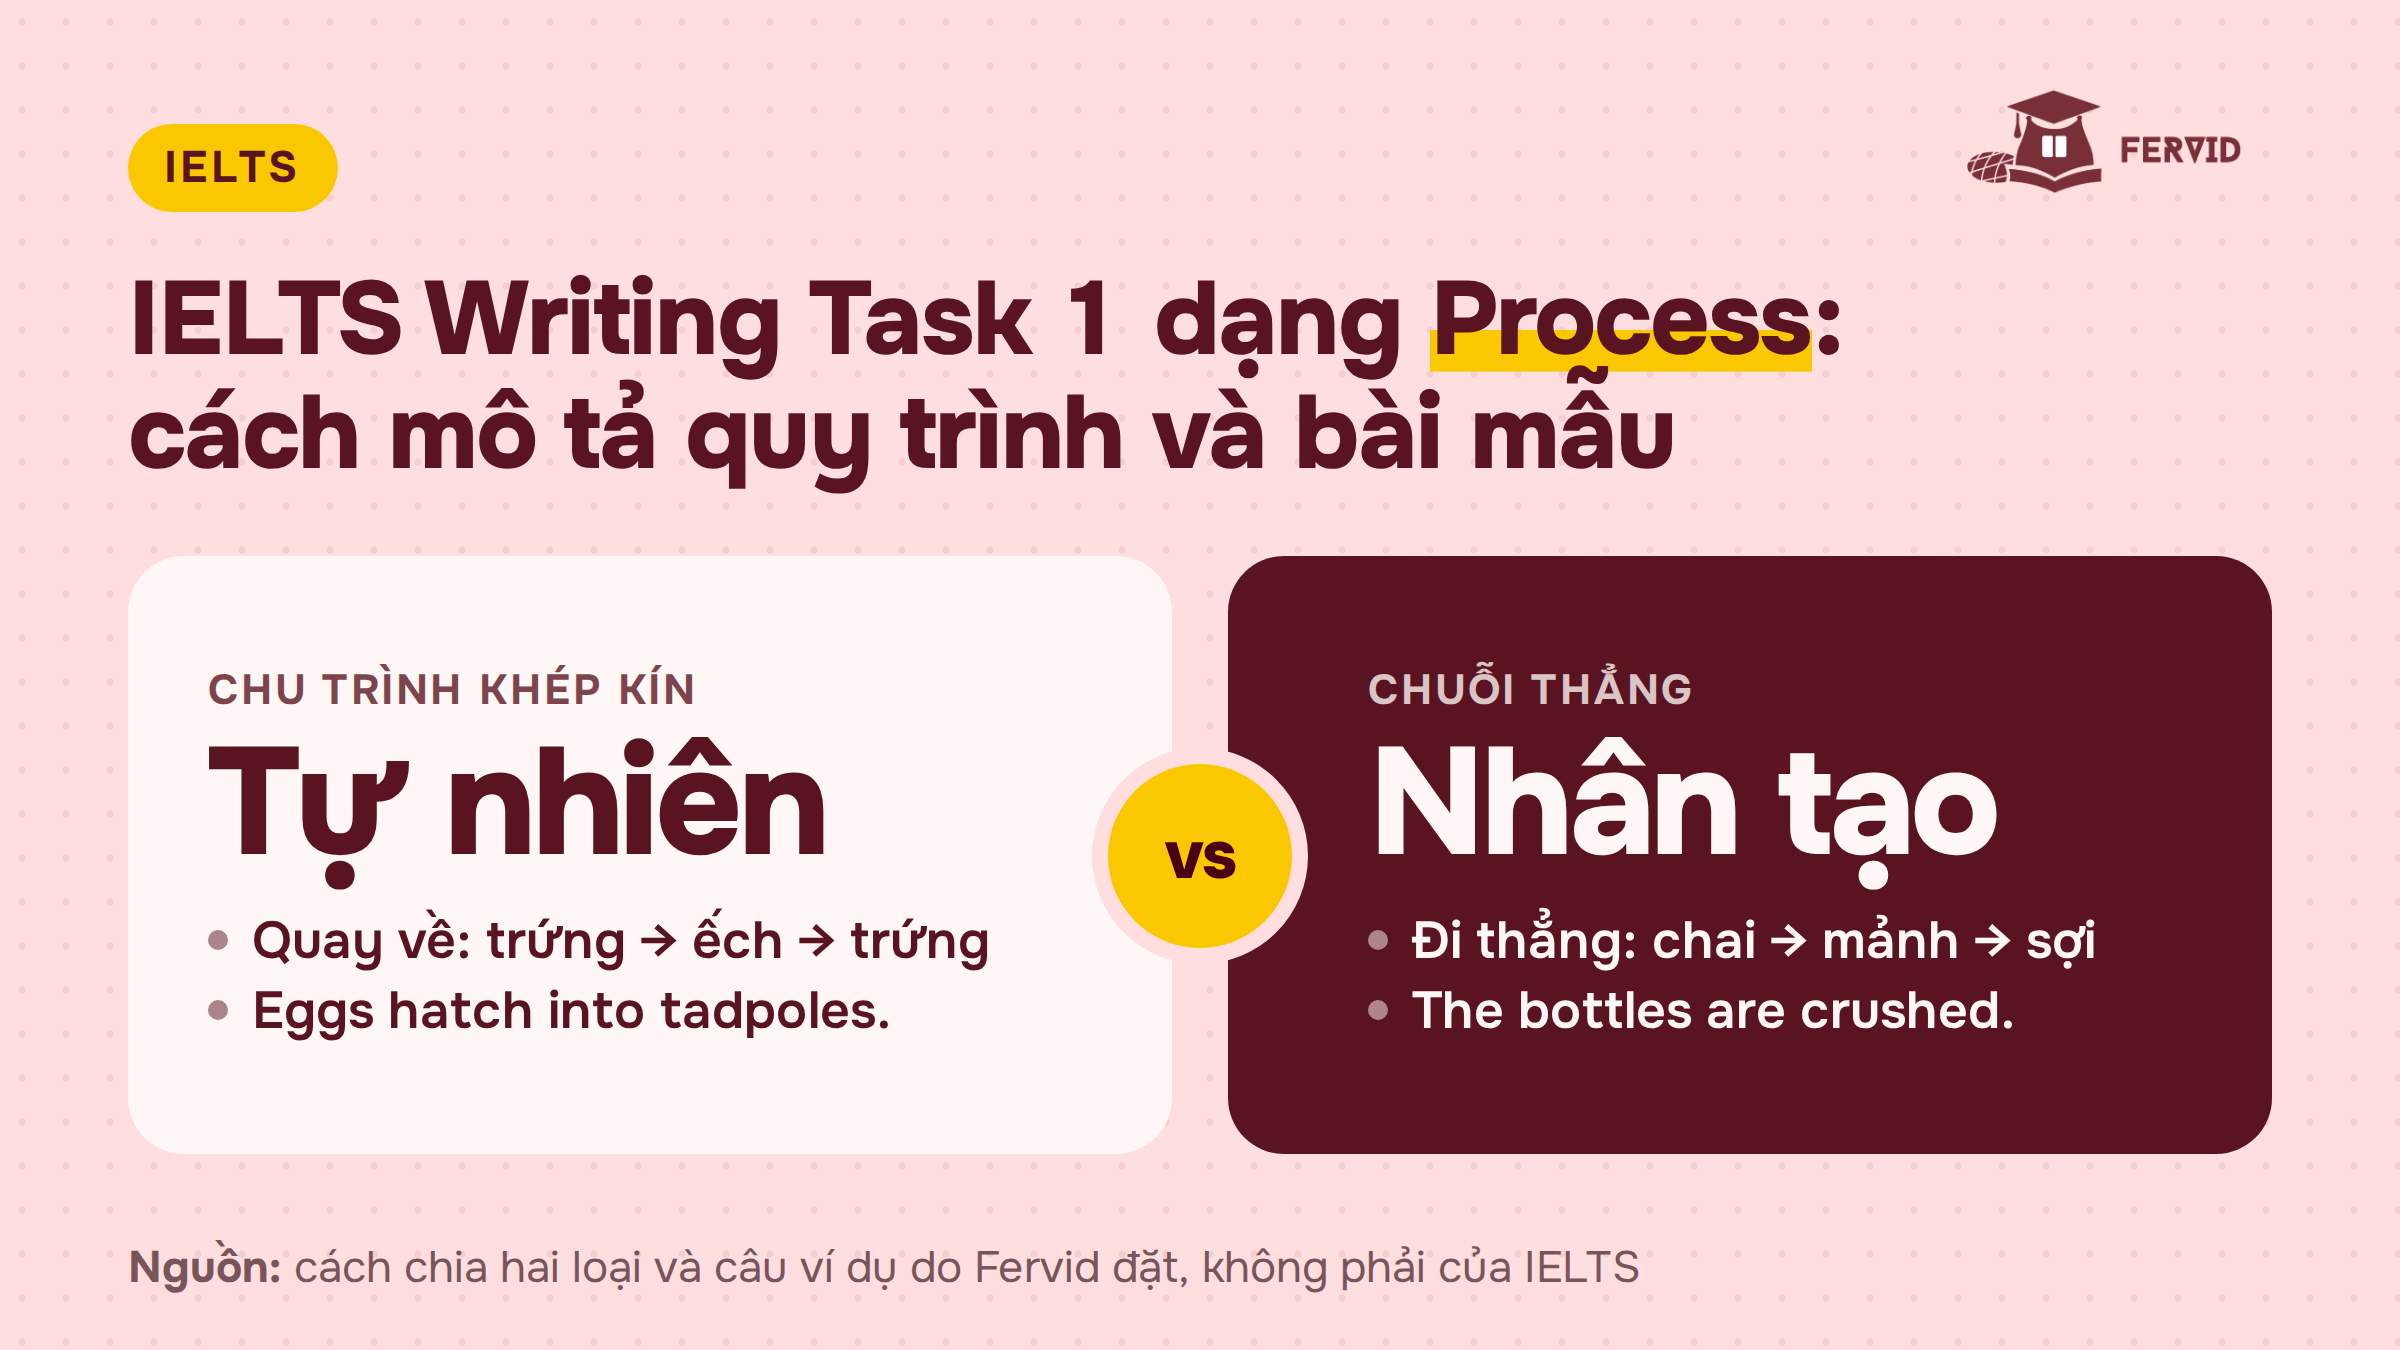 IELTS
FERVID
IELTS Writing Task 1 dạng Process:
cách mô tả quy trình và bài mẫu
CHU TRÌNH KHÉP KÍN
Tự nhiên
• Quay về: trứng → ếch → trứng
• Eggs hatch into tadpoles.
vs
CHUỖI THẲNG
Nhân tạo
• Đi thẳng: chai → mảnh → sợi
• The bottles are crushed.
Nguồn: cách chia hai loại và câu ví dụ do Fervid đặt, không phải của IELTS